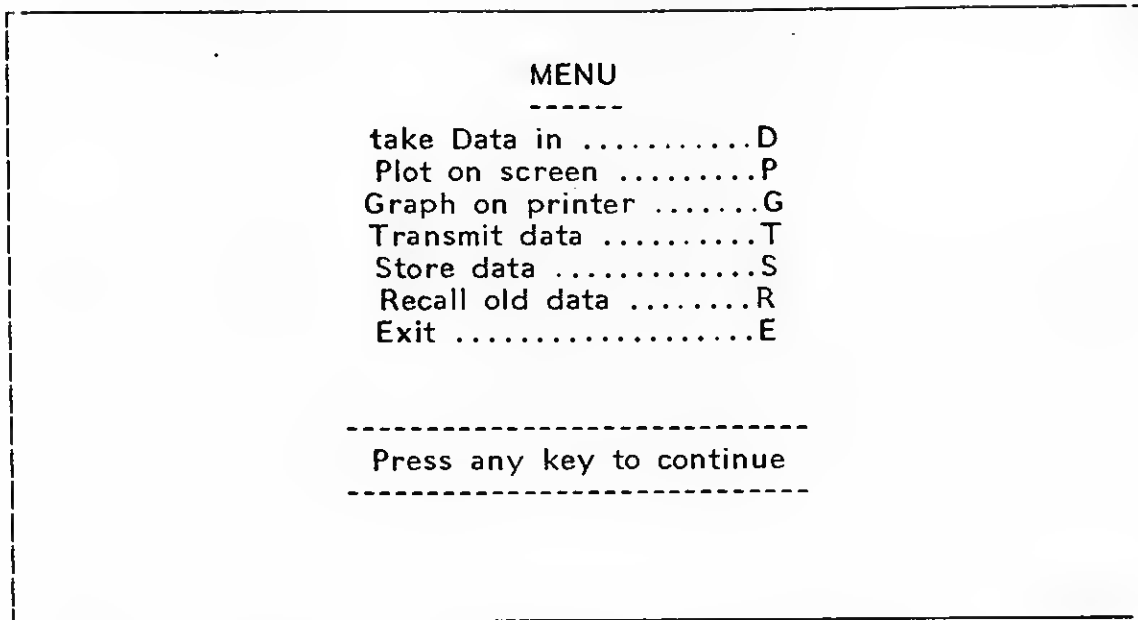 MENU
------
take Data in ...........D
Plot on screen .........P
Graph on printer .......G
Transmit data ..........T
Store data .............S
Recall old data ........R
Exit ...................E
-----------------------------
Press any key to continue
-----------------------------